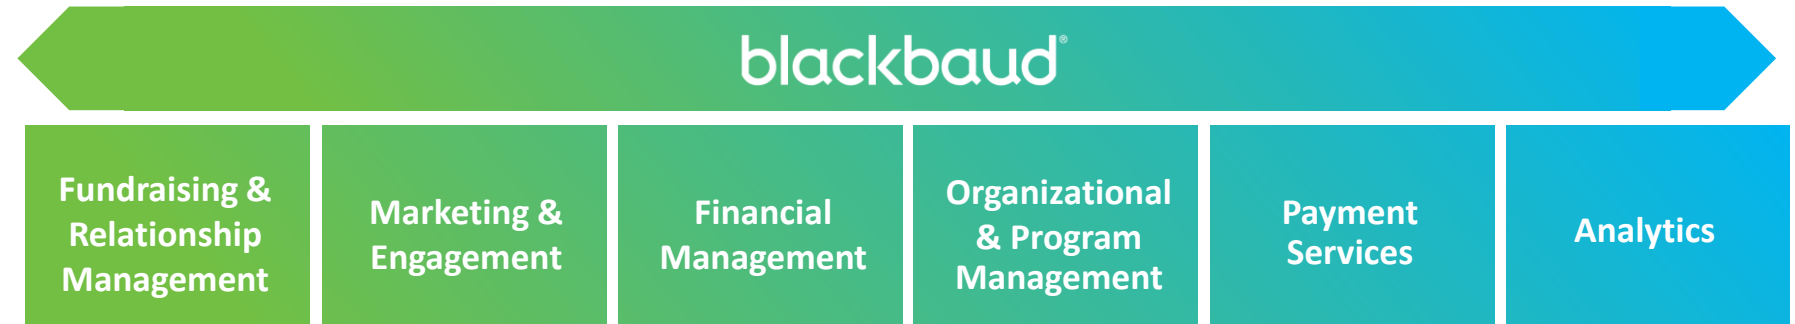 blackbaud®
Fundraising &
Relationship
Management
Marketing &
Engagement
Financial
Management
Organizational
& Program
Management
Payment
Services
Analytics